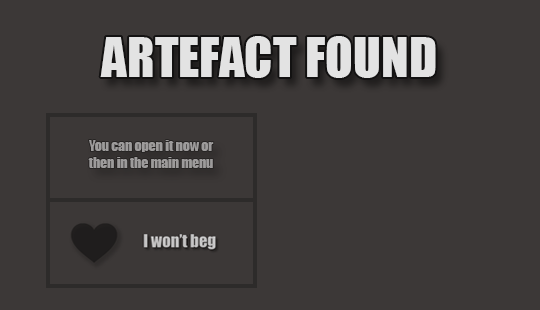 ARTEFACT FOUND
You can open it now or
then in the main menu
I won't beg